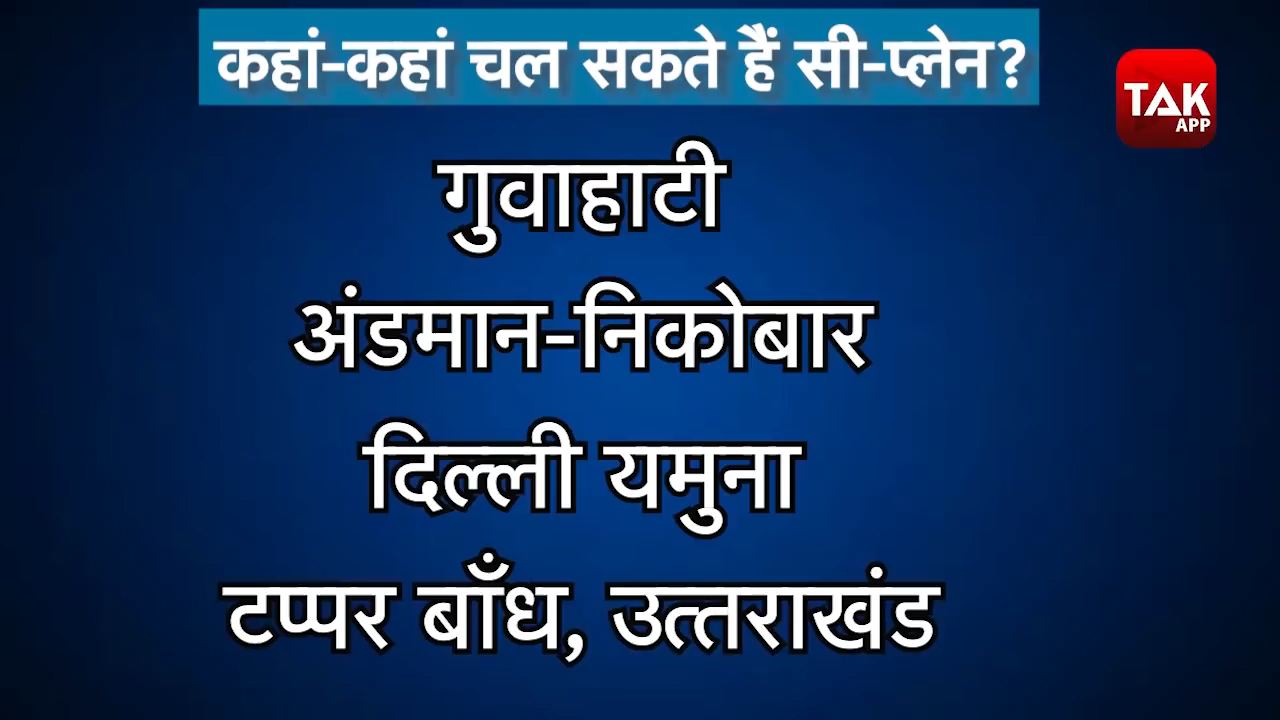 कहां-कहां चल सकते हैं सी-प्लेन?
TAK
APP
गुवाहाटी
अंडमान-निकोबार
दिल्ली यमुना
टप्पर बाँध, उत्तराखंड